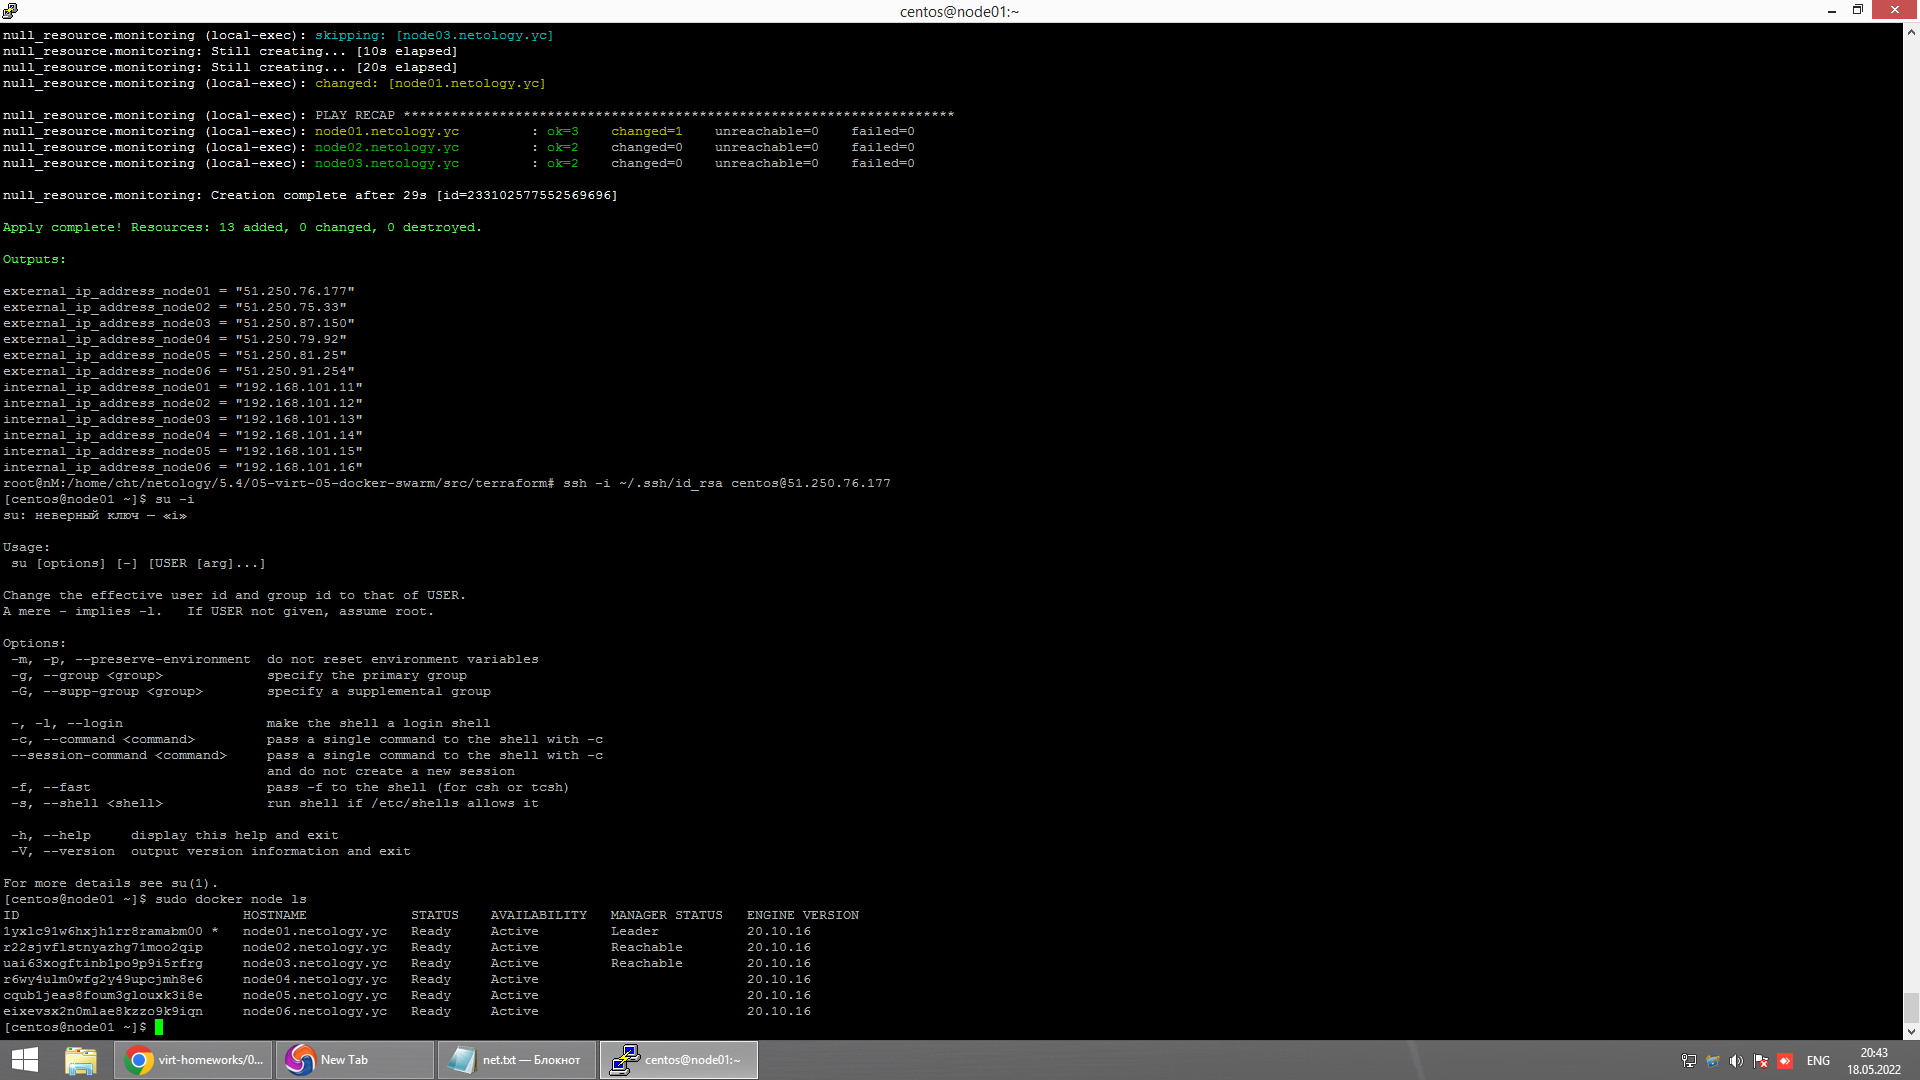 centos@node01:~
null_resource.monitoring (local-exec): skipping: [node03.netology.yc]
null_resource.monitoring: Still creating... [10s elapsed]
null_resource.monitoring: Still creating... [20s elapsed]
null_resource.monitoring (local-exec): changed: [node01.netology.yc]
null_resource.monitoring (local-exec): PLAY RECAP *********************************************************************
null_resource.monitoring (local-exec): node01.netology.yc         : ok=3    changed=1    unreachable=0    failed=0
null_resource.monitoring (local-exec): node02.netology.yc         : ok=2    changed=0    unreachable=0    failed=0
null_resource.monitoring (local-exec): node03.netology.yc         : ok=2    changed=0    unreachable=0    failed=0
null_resource.monitoring: Creation complete after 29s [id=233102577552569696]
Apply complete! Resources: 13 added, 0 changed, 0 destroyed.
Outputs:
external_ip_address_node01 = "51.250.76.177"
external_ip_address_node02 = "51.250.75.33"
external_ip_address_node03 = "51.250.87.150"
external_ip_address_node04 = "51.250.79.92"
external_ip_address_node05 = "51.250.81.25"
external_ip_address_node06 = "51.250.91.254"
internal_ip_address_node01 = "192.168.101.11"
internal_ip_address_node02 = "192.168.101.12"
internal_ip_address_node03 = "192.168.101.13"
internal_ip_address_node04 = "192.168.101.14"
internal_ip_address_node05 = "192.168.101.15"
internal_ip_address_node06 = "192.168.101.16"
root@nM:/home/cht/netology/5.4/05-virt-05-docker-swarm/src/terraform# ssh -i ~/.ssh/id_rsa centos@51.250.76.177
[centos@node01 ~]$ su -i
su: неверный ключ — «i»
Usage:
 su [options] [-] [USER [arg]...]
Change the effective user id and group id to that of USER.
A mere - implies -l.   If USER not given, assume root.
Options:
 -m, -p, --preserve-environment  do not reset environment variables
 -g, --group <group>             specify the primary group
 -G, --supp-group <group>        specify a supplemental group
 -, -l, --login                  make the shell a login shell
 -c, --command <command>         pass a single command to the shell with -c
 --session-command <command>     pass a single command to the shell with -c
                                 and do not create a new session
 -f, --fast                      pass -f to the shell (for csh or tcsh)
 -s, --shell <shell>             run shell if /etc/shells allows it
 -h, --help     display this help and exit
 -V, --version  output version information and exit
For more details see su(1).
[centos@node01 ~]$ sudo docker node ls
ID                            HOSTNAME             STATUS    AVAILABILITY   MANAGER STATUS   ENGINE VERSION
1yxlc91w6hxjh1rr8ramabm00 *   node01.netology.yc   Ready     Active         Leader           20.10.16
r22sjvflstnyazhg71moo2qip     node02.netology.yc   Ready     Active         Reachable        20.10.16
uai63xogftinb1po9p9i5rfrg     node03.netology.yc   Ready     Active         Reachable        20.10.16
r6wy4ulm0wfg2y49upcjmh8e6     node04.netology.yc   Ready     Active                          20.10.16
cqub1jeas8foum3glouxk3i8e     node05.netology.yc   Ready     Active                          20.10.16
eixevsx2n0mlae8kzzo9k9iqn     node06.netology.yc   Ready     Active                          20.10.16
[centos@node01 ~]$
virt-homeworks/0... New Tab net.txt — Блокнот centos@node01:~ ENG 20:43
18.05.2022